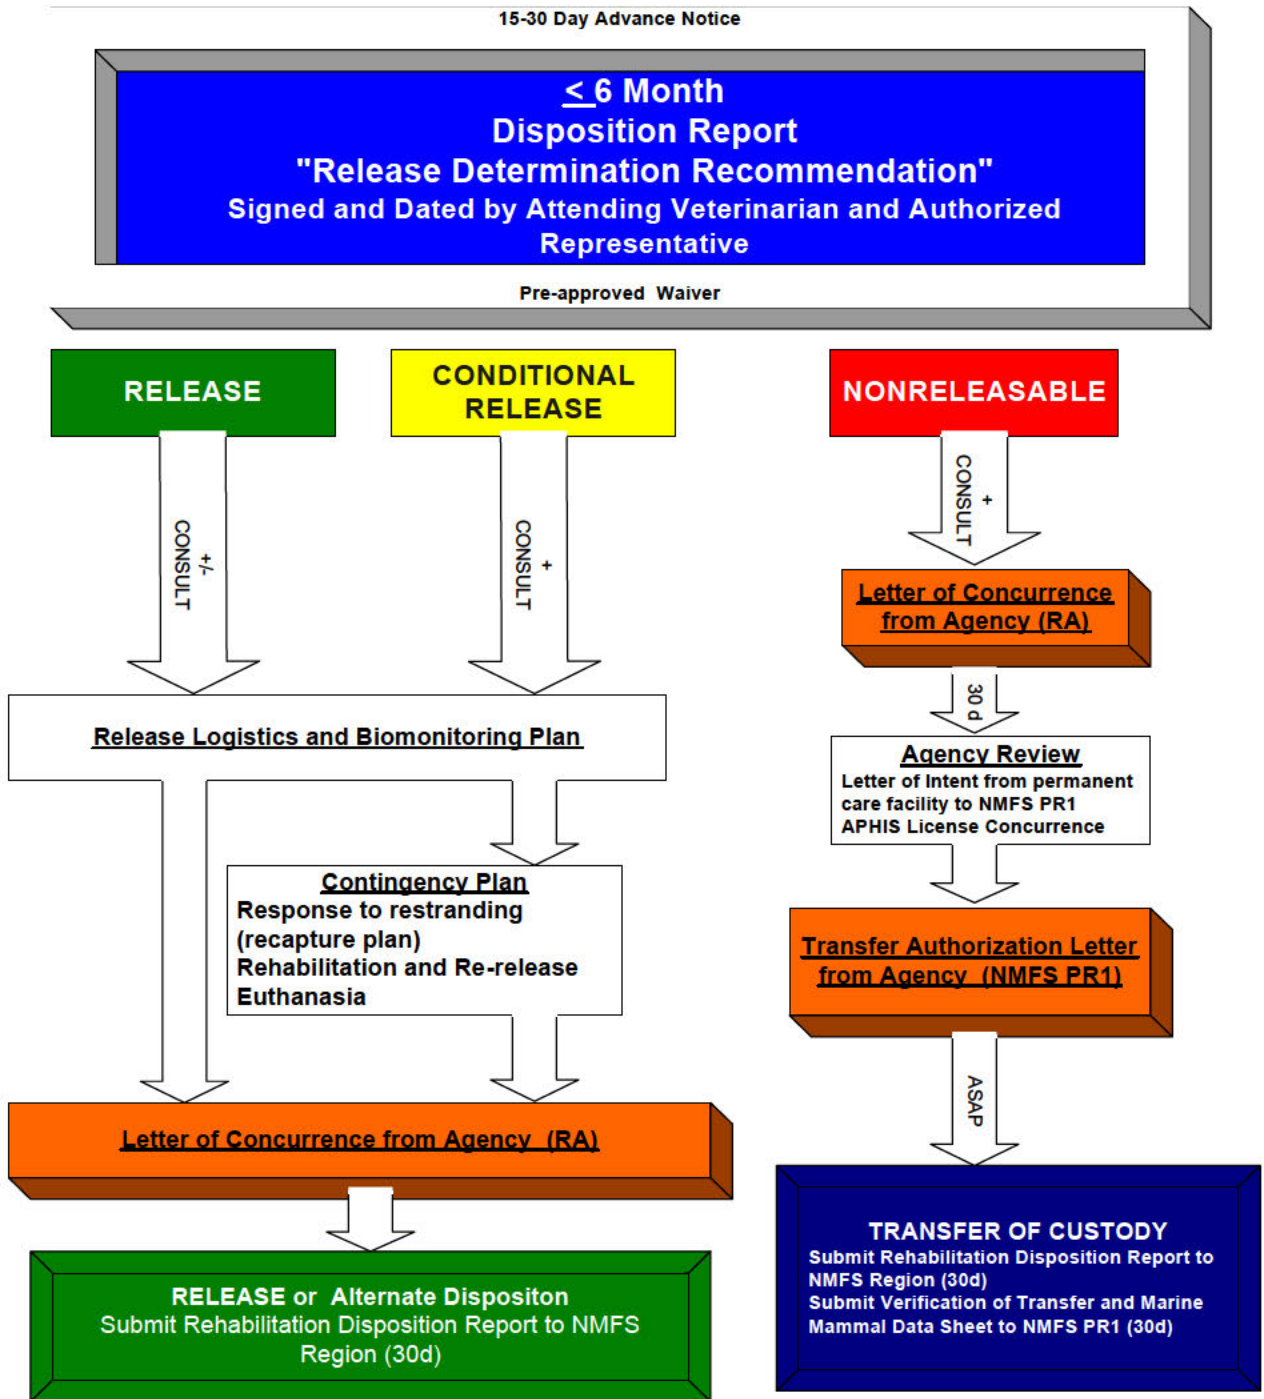 15-30 Day Advance Notice
< 6 Month
Disposition Report
"Release Determination Recommendation"
Signed and Dated by Attending Veterinarian and Authorized
Representative
Pre-approved Waiver
RELEASE
CONDITIONAL
RELEASE
NONRELEASABLE
+/-
CONSULT
+
CONSULT
+
CONSULT
Letter of Concurrence
from Agency (RA)
30 d
Release Logistics and Biomonitoring Plan
Agency Review
Letter of Intent from permanent
care facility to NMFS PR1
APHIS License Concurrence
Contingency Plan
Response to restranding
(recapture plan)
Rehabilitation and Re-release
Euthanasia
Transfer Authorization Letter
from Agency (NMFS PR1)
ASAP
Letter of Concurrence from Agency (RA)
RELEASE or Alternate Dispositon
Submit Rehabilitation Disposition Report to NMFS
Region (30d)
TRANSFER OF CUSTODY
Submit Rehabilitation Disposition Report to
NMFS Region (30d)
Submit Verification of Transfer and Marine
Mammal Data Sheet to NMFS PR1 (30d)